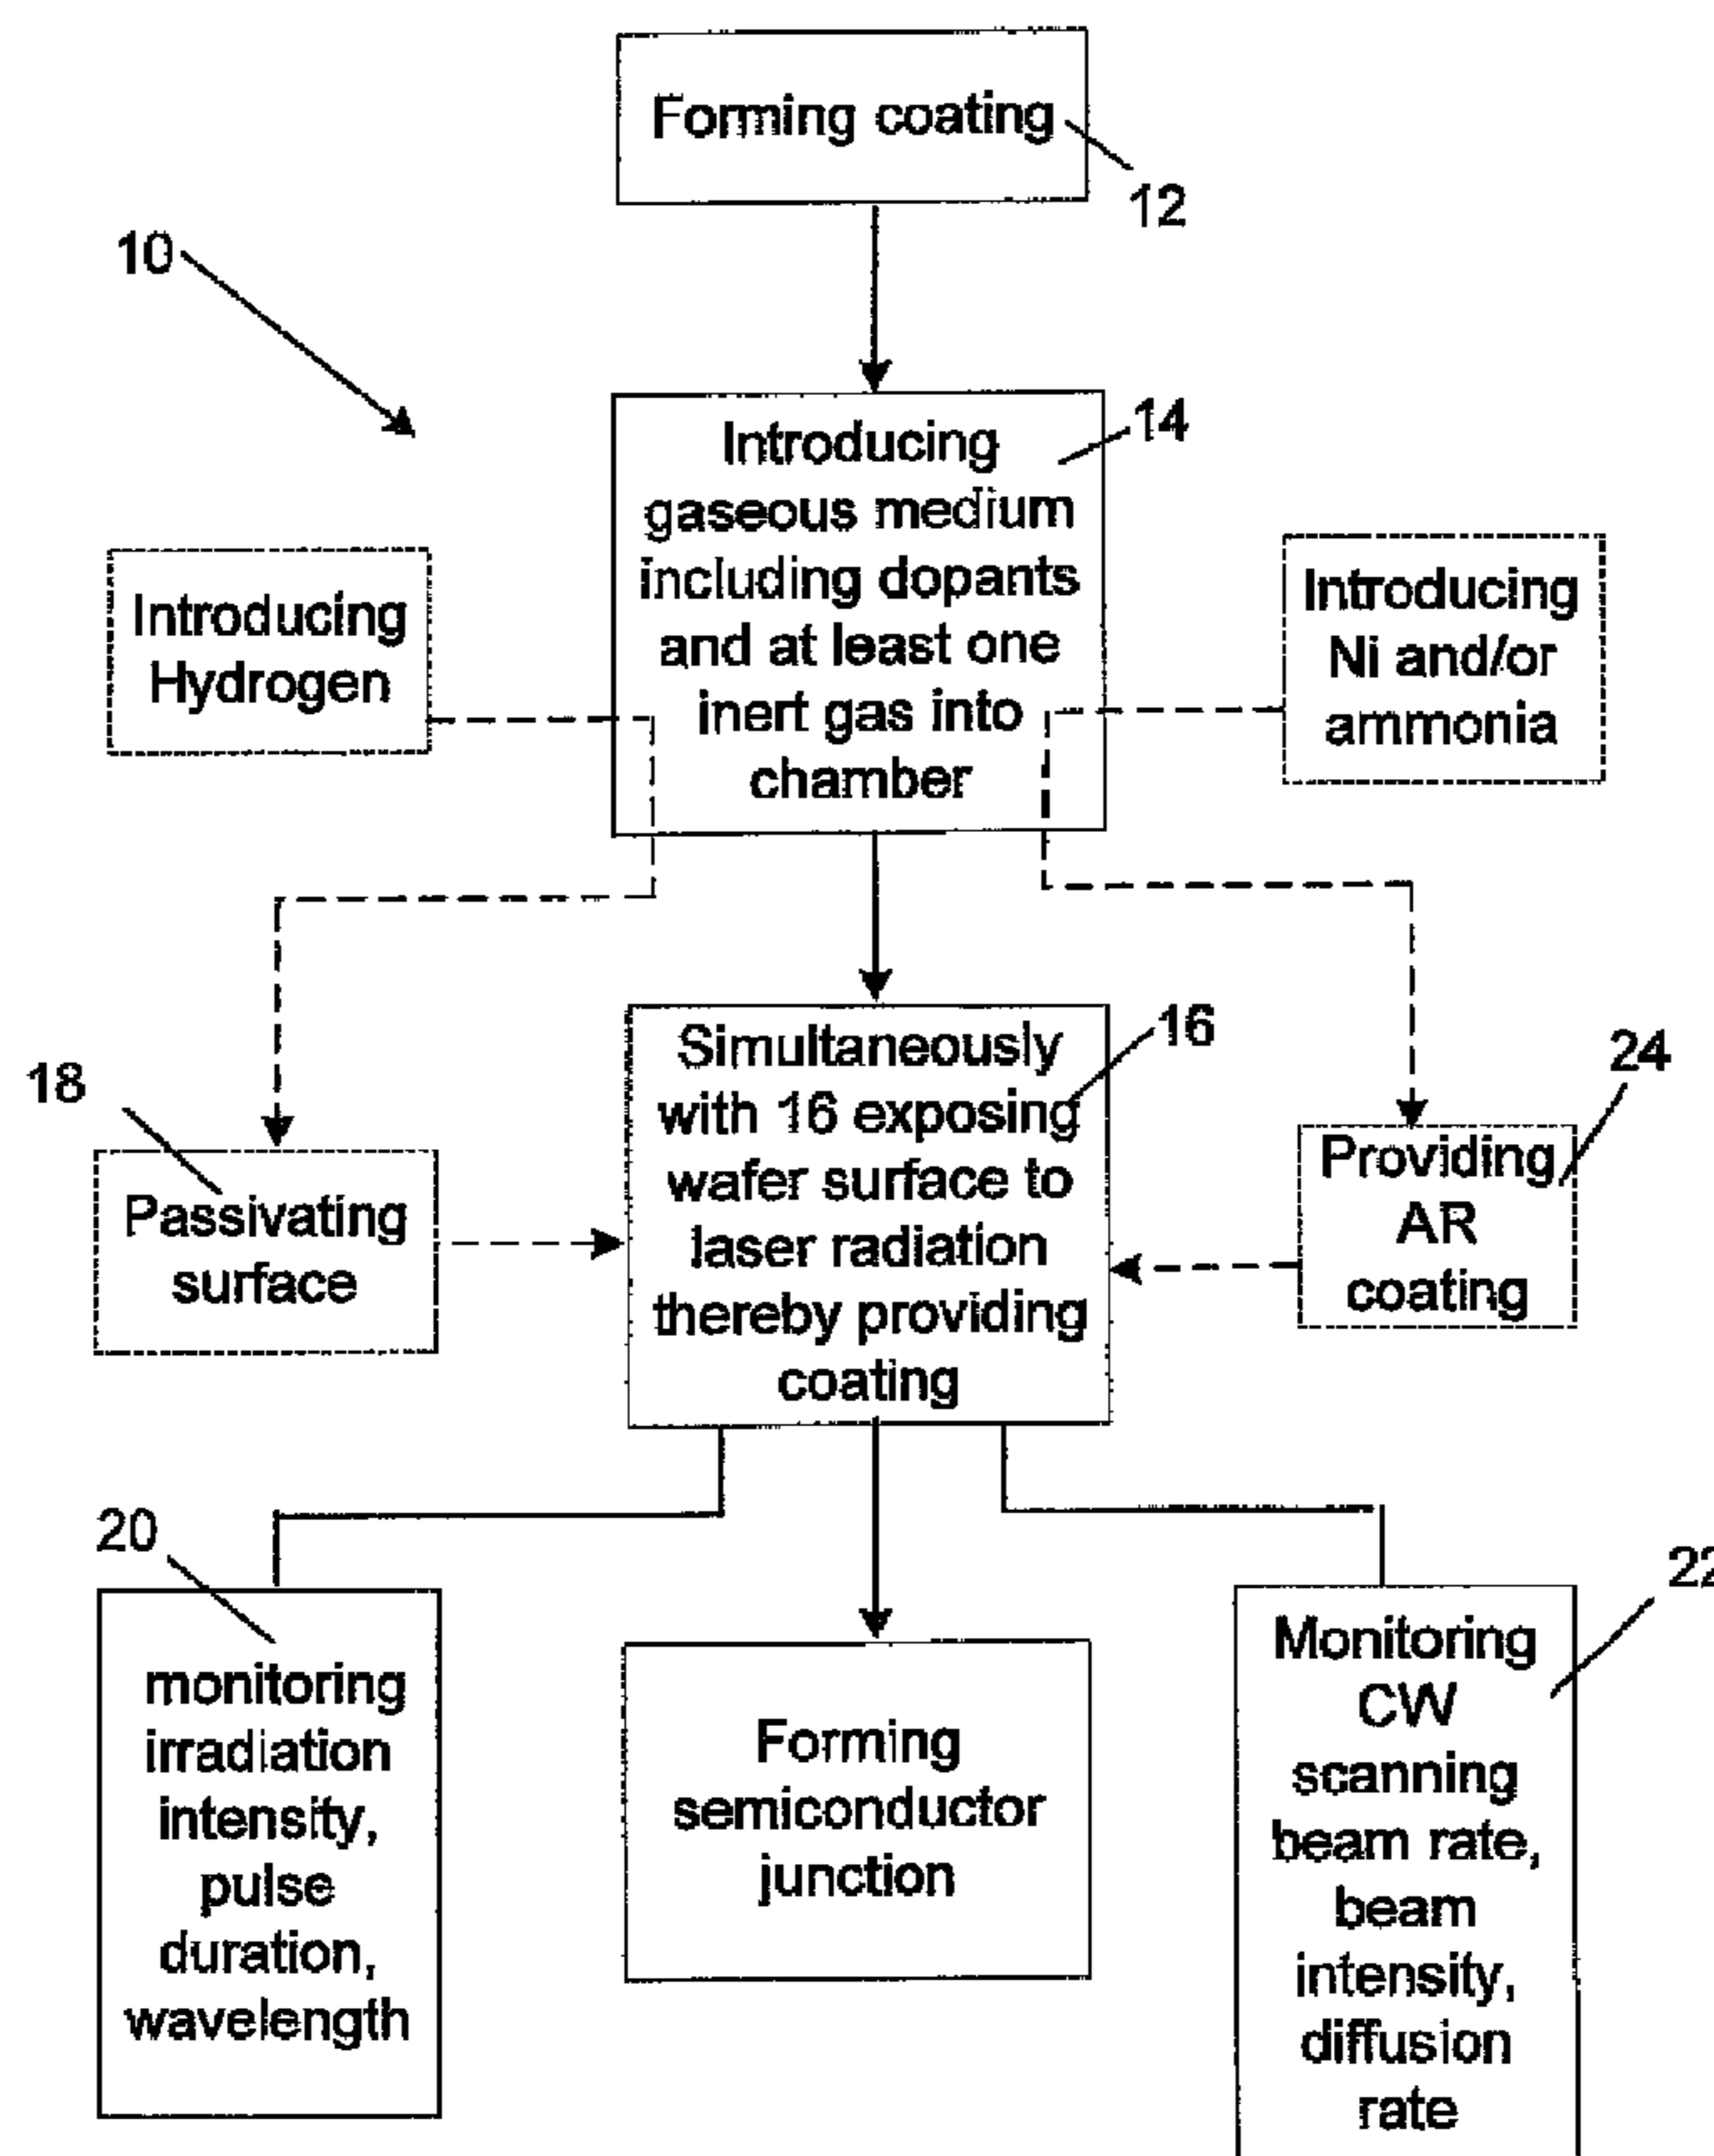 Forming coating
12
10
Introducing
gaseous medium
including dopants
and at least one
inert gas into
chamber
14
Introducing
Hydrogen
Introducing
Ni and/or
ammonia
Simultaneously
with 16 exposing
wafer surface to
laser radiation
thereby providing
coating
16
18
Passivating
surface
24
Providing
AR
coating
20
monitoring
irradiation
intensity,
pulse
duration,
wavelength
Forming
semiconductor
junction
22
Monitoring
CW
scanning
beam rate,
beam
intensity,
diffusion
rate